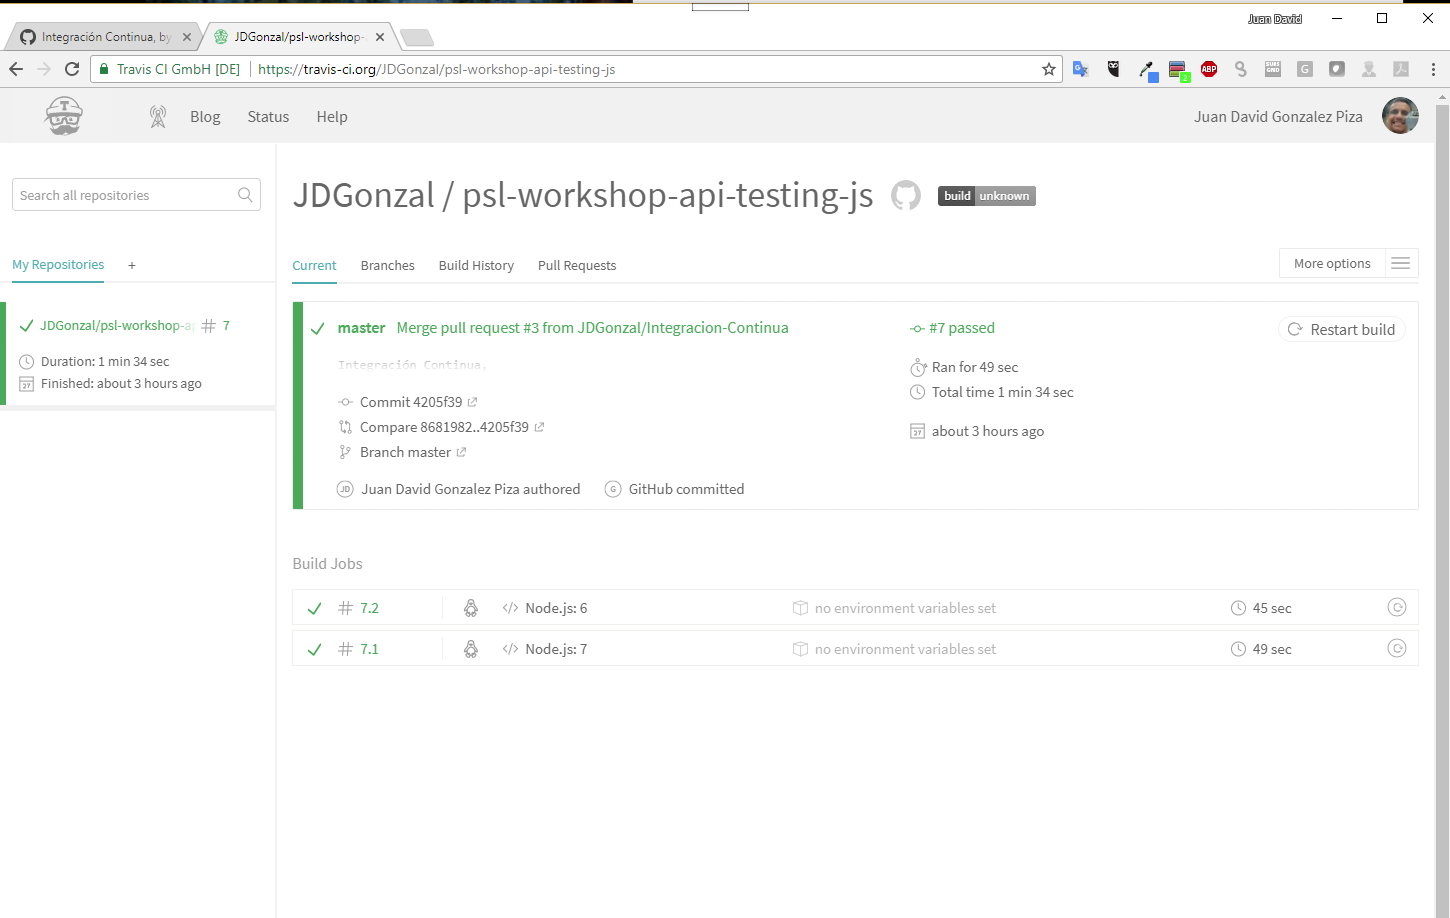 Juan David
Integración Continua, by
JDGonzal/psl-workshop-
Travis CI GmbH [DE]
https://travis-ci.org/JDGonzal/psl-workshop-api-testing-js
2
ABP
Blog
Status
Help
Juan David Gonzalez Piza
Search all repositories
JDGonzal / psl-workshop-api-testing-js
build unknown
My Repositories
+
Current
Branches
Build History
Pull Requests
More options
JDGonzal/psl-workshop-a
# 7
Duration: 1 min 34 sec
27
Finished: about 3 hours ago
master Merge pull request #3 from JDGonzal/Integracion-Continua
Integración Continua.
Commit 4205f39
Compare 8681982..4205f39
Branch master
JD
Juan David Gonzalez Piza authored
G
GitHub committed
#7 passed
Ran for 49 sec
Total time 1 min 34 sec
27
about 3 hours ago
Restart build
Build Jobs
# 7.2
</> Node.js: 6
no environment variables set
45 sec
# 7.1
</> Node.js: 7
no environment variables set
49 sec